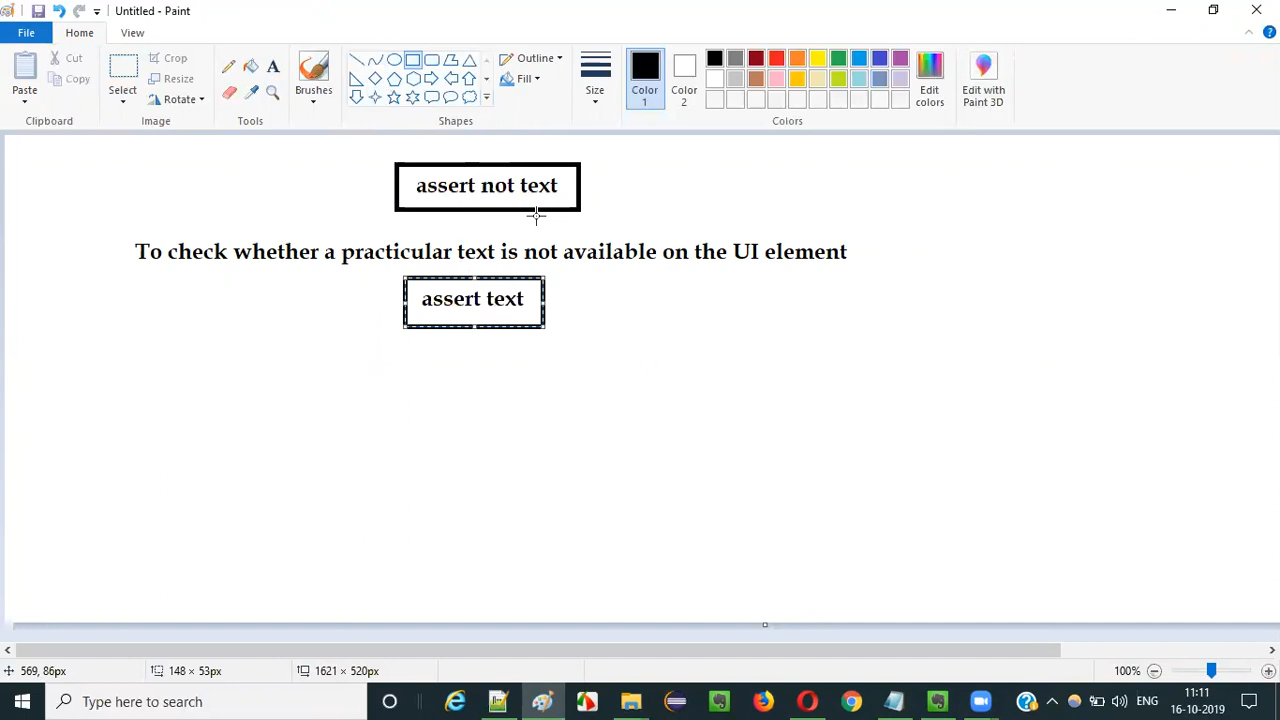 Untitled - Paint
File
Home
View
Paste
Cut
Copy
Clipboard
Select
Crop
Resize
Rotate
Image
A
Tools
Brushes
Shapes
Outline
Fill
Size
Color 1
Color 2
Edit colors
Colors
Edit with Paint 3D
assert not text
To check whether a practicular text is not available on the UI element
assert text
569, 86px
148 × 53px
1621 × 520px
100%
Type here to search
ENG
11:11
16-10-2019